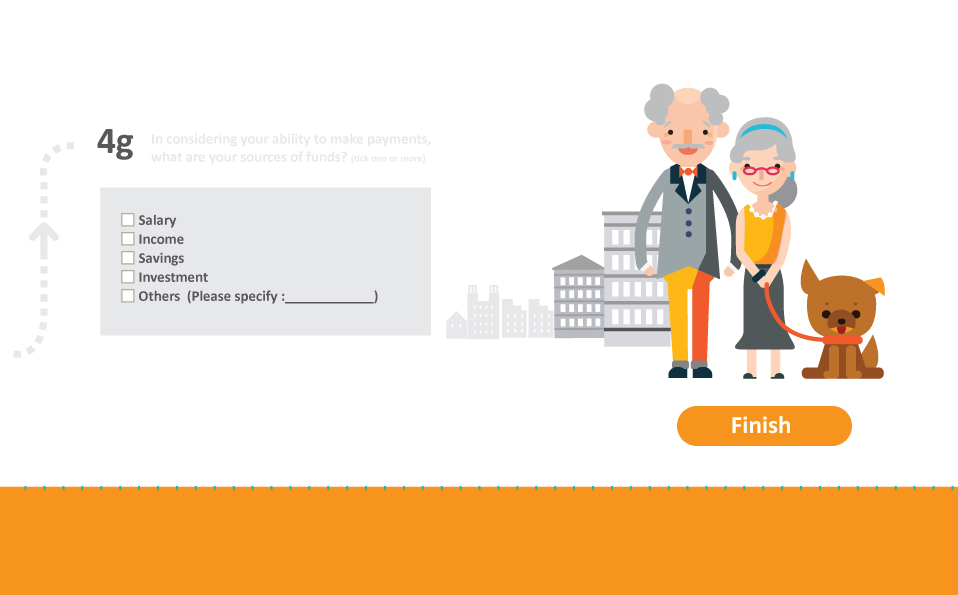 4g In considering your ability to make payments,
what are your sources of funds? (tick one or more)
Salary
Income
Savings
Investment
Others (Please specify :______________)
Finish